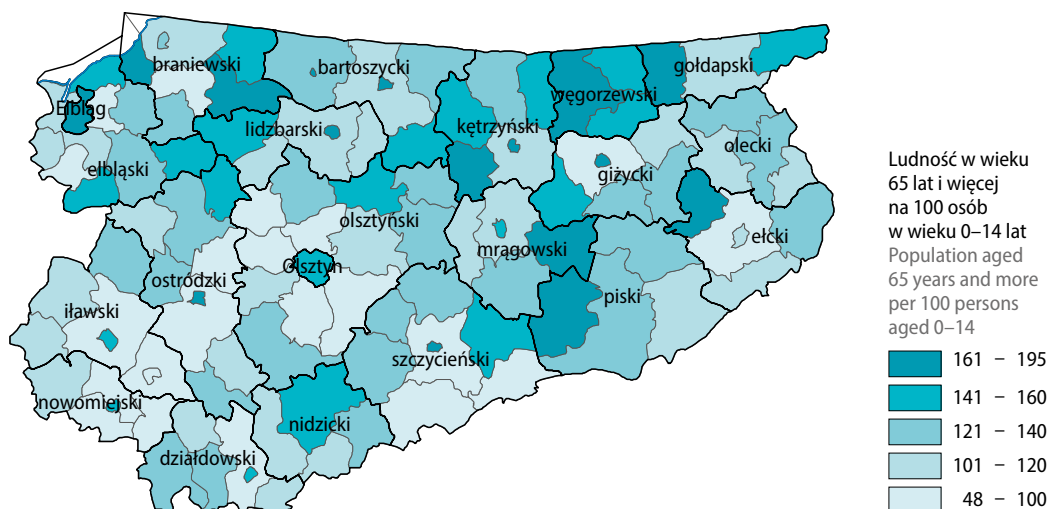 braniewski
bartoszycki
gołdapski
węgorzewski
Elbląg
lidzbarski
kętrzyński
olecki
elbląski
giżycki
olsztyński
mrągowski
ełcki
Olsztyn
ostródzki
piski
iławski
szczycieński
nowomiejski
nidzicki
działdowski
Ludność w wieku
65 lat i więcej
na 100 osób
w wieku 0–14 lat
Population aged
65 years and more
per 100 persons
aged 0–14
161 – 195
141 – 160
121 – 140
101 – 120
48 – 100